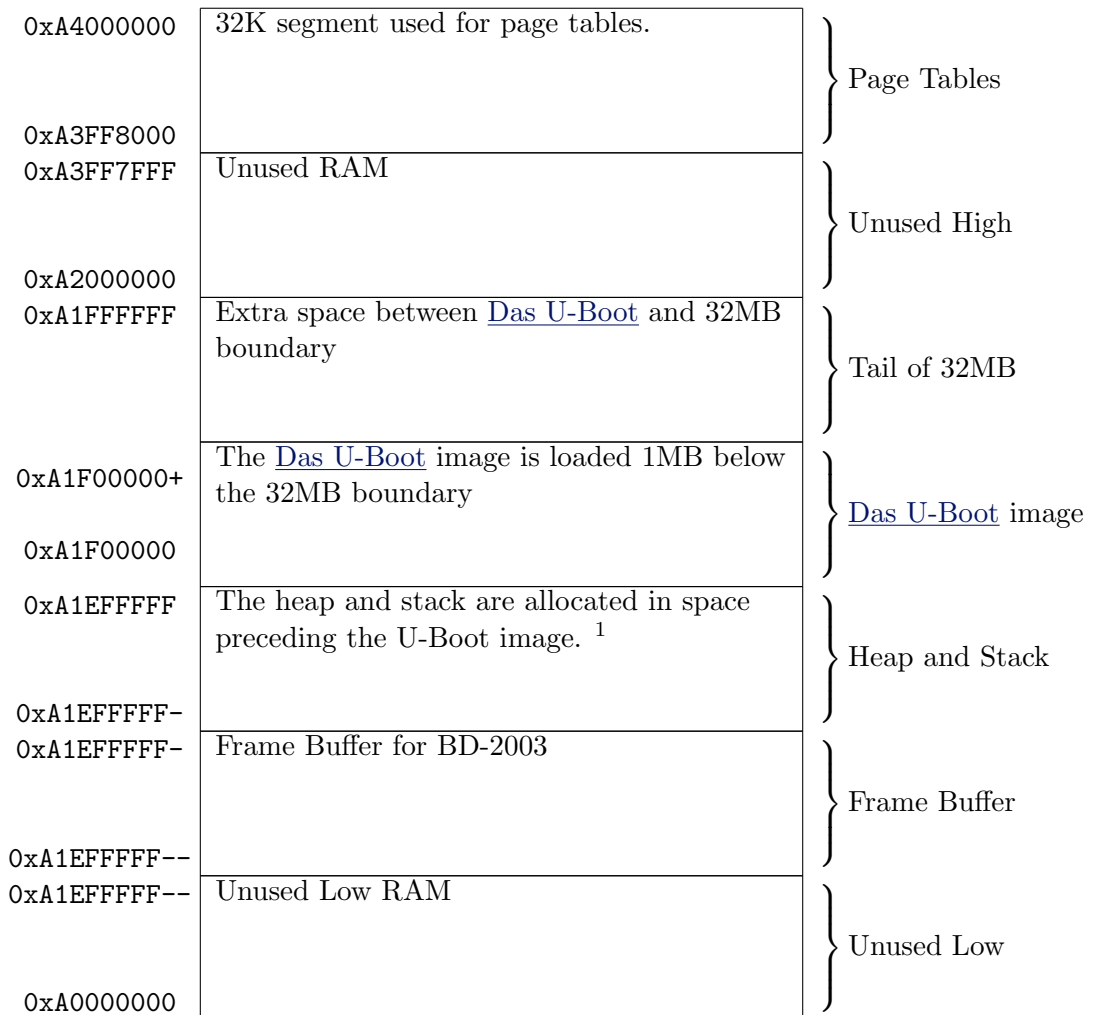 0xA4000000 32K segment used for page tables.
Page Tables
0xA3FF8000
0xA3FF7FFF Unused RAM
Unused High
0xA2000000
0xA1FFFFFF Extra space between Das U-Boot and 32MB
boundary
Tail of 32MB
The Das U-Boot image is loaded 1MB below
0xA1F00000+ the 32MB boundary
Das U-Boot image
0xA1F00000
0xA1EFFFFF The heap and stack are allocated in space
preceding the U-Boot image. 1
Heap and Stack
0xA1EFFFFF-
0xA1EFFFFF- Frame Buffer for BD-2003
Frame Buffer
0xA1EFFFFF--
0xA1EFFFFF-- Unused Low RAM
Unused Low
0xA0000000